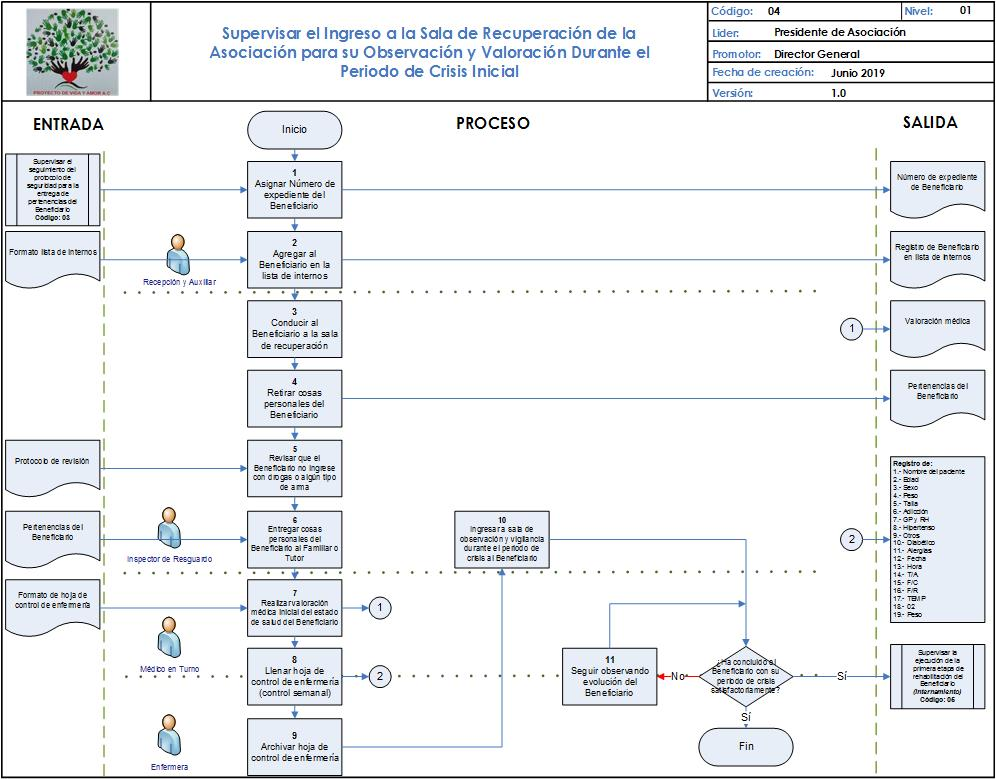 PROYECTO DE VIDA Y AMOR A.C
Supervisar el Ingreso a la Sala de Recuperación de la
Asociación para su Observación y Valoración Durante el
Periodo de Crisis Inicial
Código: 04
Nivel: 01
Lider: Presidente de Asociación
Promotor: Director General
Fecha de creación: Junio 2019
Versión: 1.0
ENTRADA
PROCESO
SALIDA
Supervisar el
seguimiento del
protocolo de
seguridad para la
entrega de
pertenencias del
Beneficiario
Código: 03
Formato lista de internos
Recepción y Auxiliar
Protocolo de revisión
Pertenencias del
Beneficiario
Inspector de Resguardo
Formato de hoja de
control de enfermería
Médico en Turno
Enfermera
Inicio
1
Asignar Número de
expediente del
Beneficiario
2
Agregar al
Beneficiario en la
lista de internos
3
Conducir al
Beneficiario a la sala
de recuperación
4
Retirar cosas
personales del
Beneficiario
5
Revisar que el
Beneficiario no ingrese
con drogas o algún tipo
de arma
6
Entregar cosas
personales del
Beneficiario al Familiar o
Tutor
7
Realizar valoración
médica inicial del estado
de salud del Beneficiario
1
8
Llenar hoja de
control de enfermería
(control semanal)
2
9
Archivar hoja de
control de enfermería
10
Ingresar a sala de
observación y vigilancia
durante el periodo de
crisis al Beneficiario
11
Seguir observando
evolución del
Beneficiario
No
¿Ha concluido el
Beneficiario con su
periodo de crisis
satisfactoriamente?
Sí
Sí
Fin
Número de expediente
de Beneficiario
Registro de Beneficiario
en lista de internos
1
Valoración médica
Pertenencias del
Beneficiario
2
Registro de:
1.- Nombre del paciente
2.- Edad
3.- Sexo
4.- Peso
5.- Talla
6.- Adicción
7.- GP y RH
8.- Hipertenso
9.- Otros
10.- Diabético
11.- Alergias
12.- Fecha
13.- Hora
14.- T/A
15.- F/C
16.- F/R
17.- TEMP
18.- 02
19.- Peso
Supervisar la
ejecución de la
primera etapa de
rehabilitación del
Beneficiario
(Internamiento)
Código: 05